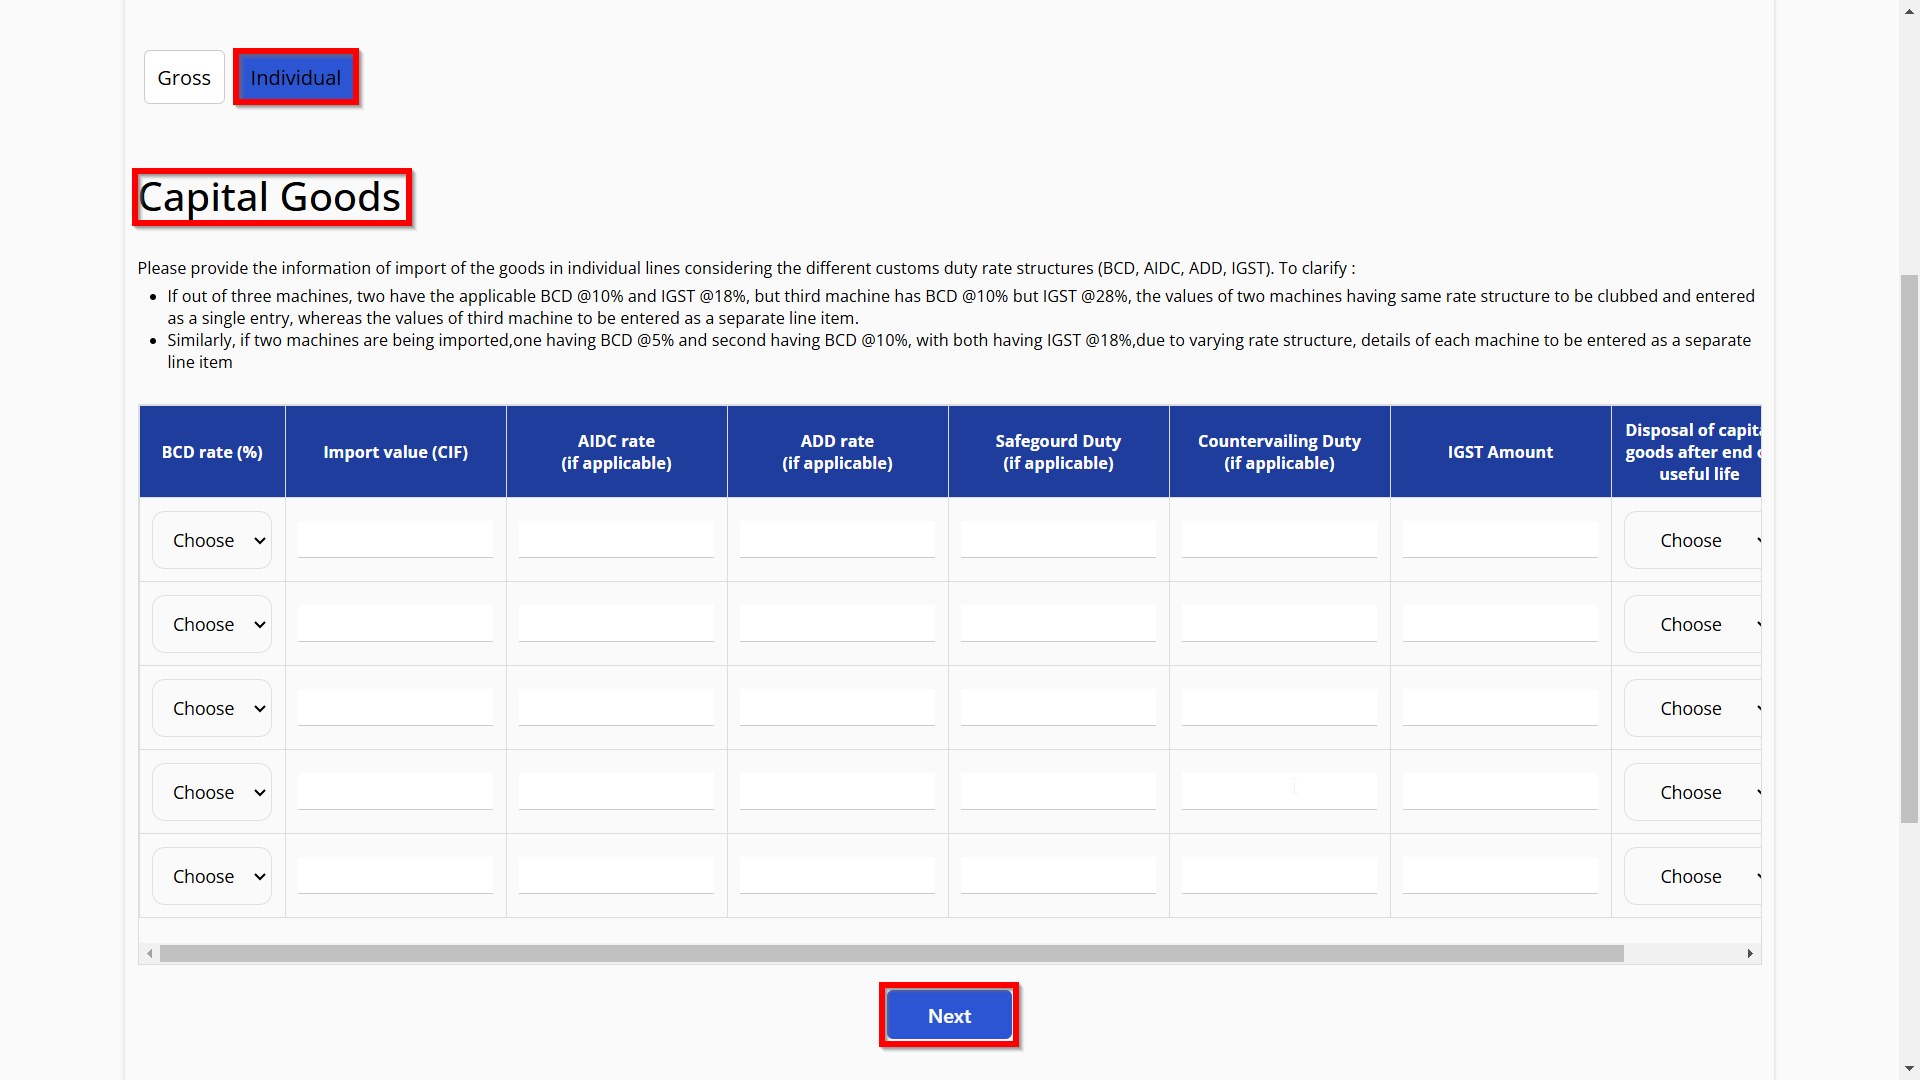 Gross Individual
Capital Goods
Please provide the information of import of the goods in individual lines considering the different customs duty rate structures (BCD, AIDC, ADD, IGST). To clarify :
If out of three machines, two have the applicable BCD @10% and IGST @18%, but third machine has BCD @10% but IGST @28%, the values of two machines having same rate structure to be clubbed and entered
as a single entry, whereas the values of third machine to be entered as a separate line item.
Similarly, if two machines are being imported,one having BCD @5% and second having BCD @10%, with both having IGST @18%,due to varying rate structure, details of each machine to be entered as a separate
line item
BCD rate (%)
Import value (CIF)
AIDC rate
(if applicable)
ADD rate
(if applicable)
Safegourd Duty
(if applicable)
Countervailing Duty
(if applicable)
IGST Amount
Disposal of capita
goods after end
useful life
Choose Choose
Choose Choose
Choose Choose
Choose Choose
Choose Choose
Next